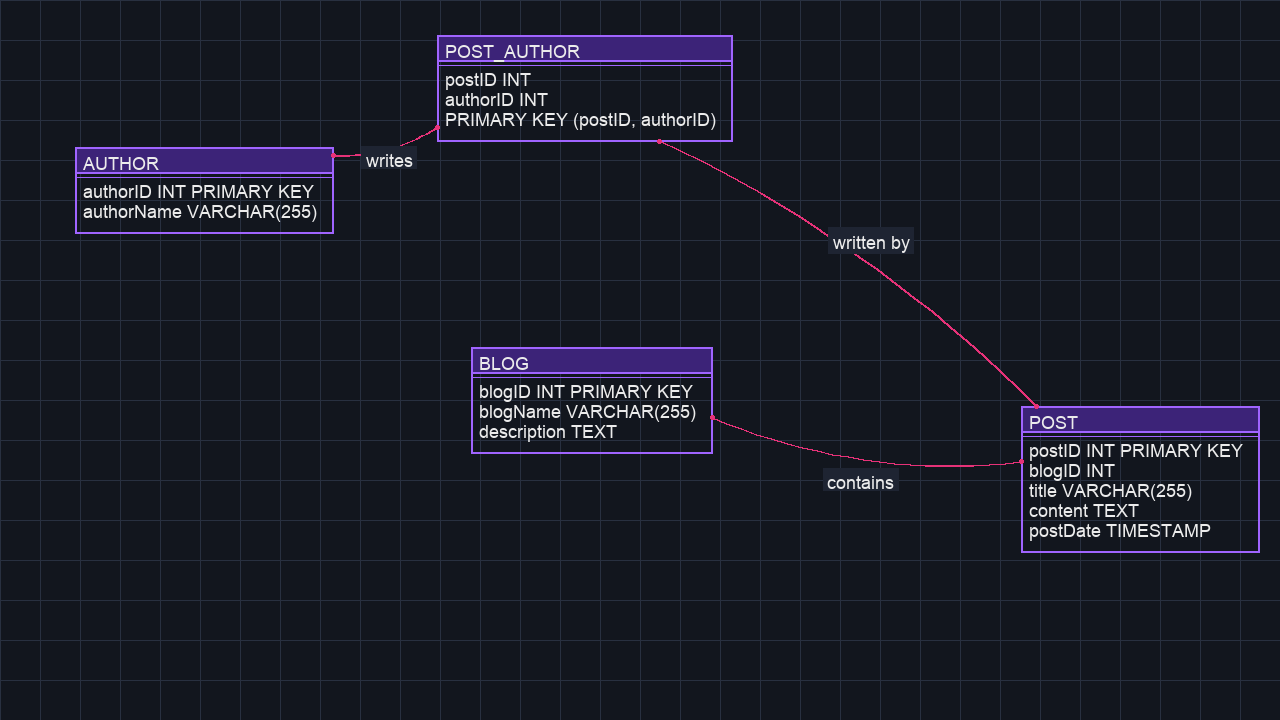 POST_AUTHOR
postID INT
authorID INT
PRIMARY KEY (postID, authorID)
AUTHOR
authorID INT PRIMARY KEY
authorName VARCHAR(255)
writes
written by
BLOG
blogID INT PRIMARY KEY
blogName VARCHAR(255)
description TEXT
contains
POST
postID INT PRIMARY KEY
blogID INT
title VARCHAR(255)
content TEXT
postDate TIMESTAMP